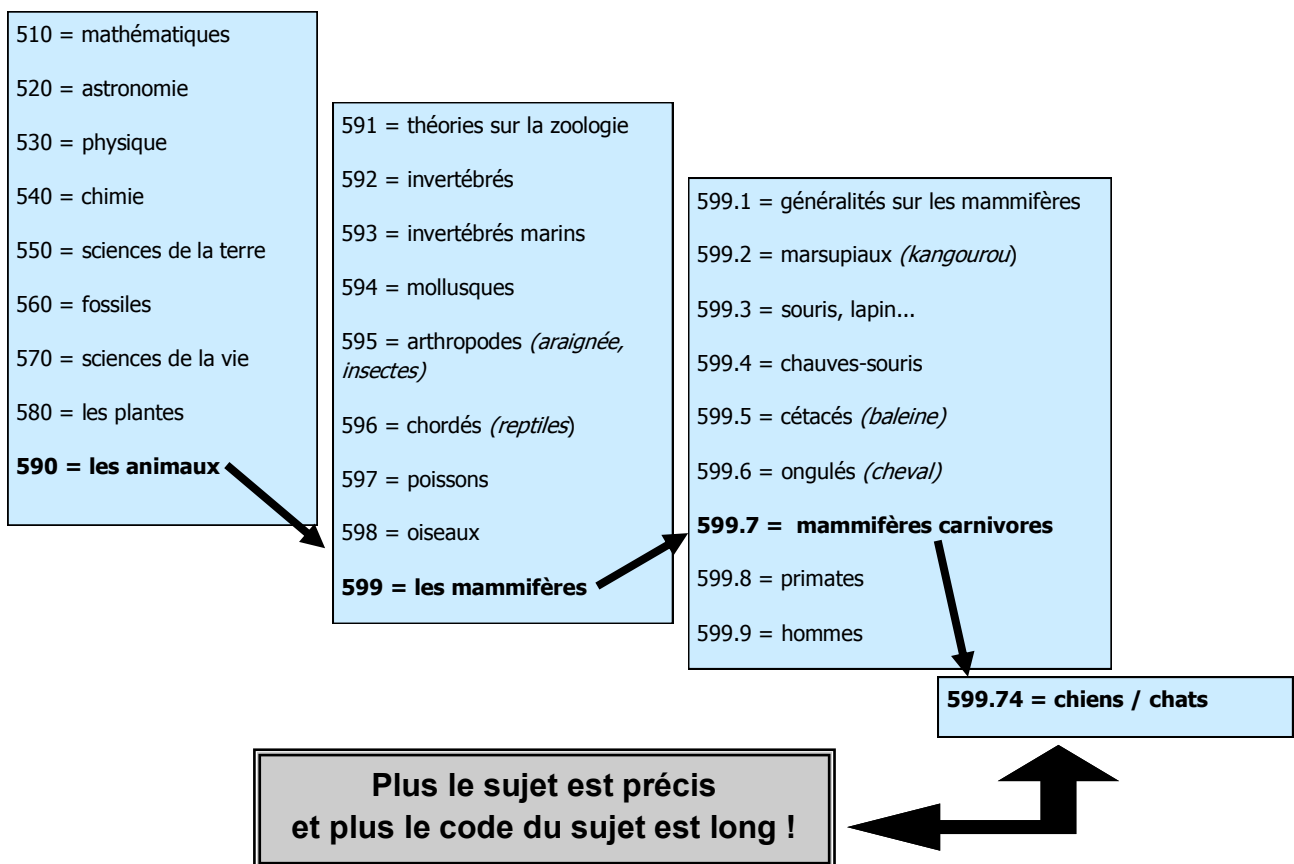 510 = mathématiques
520 = astronomie
530 = physique
540 = chimie
550 = sciences de la terre
560 = fossiles
570 = sciences de la vie
580 = les plantes
590 = les animaux
591 = théories sur la zoologie
592 = invertébrés
593 = invertébrés marins
594 = mollusques
595 = arthropodes (araignée,
insectes)
596 = chordés (reptiles)
597 = poissons
598 = oiseaux
599 = les mammifères
599.1 = généralités sur les mammifères
599.2 = marsupiaux (kangourou)
599.3 = souris, lapin...
599.4 = chauves-souris
599.5 = cétacés (baleine)
599.6 = ongulés (cheval)
599.7 = mammifères carnivores
599.8 = primates
599.9 = hommes
599.74 = chiens / chats
Plus le sujet est précis
et plus le code du sujet est long !